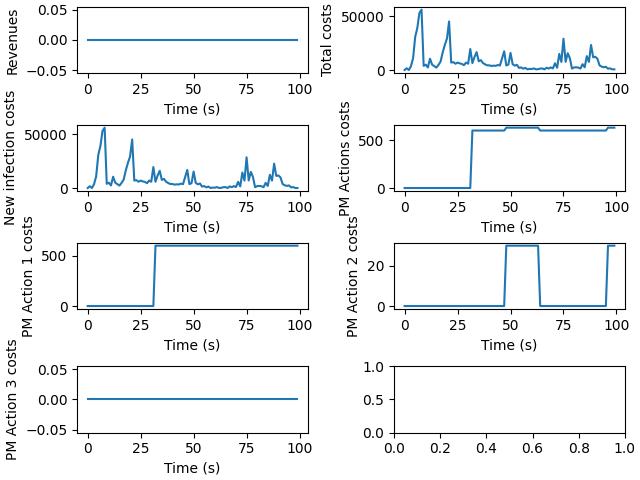 Revenues
0.05
0.00
−0.05
0 25 50 75 100
Time (s)
Total costs
50000
0
0 25 50 75 100
Time (s)
New infection costs
50000
0
0 25 50 75 100
Time (s)
PM Actions costs
500
0
0 25 50 75 100
Time (s)
PM Action 1 costs
500
0
0 25 50 75 100
Time (s)
PM Action 2 costs
20
0
0 25 50 75 100
Time (s)
PM Action 3 costs
0.05
0.00
−0.05
0 25 50 75 100
Time (s)
1.0
0.5
0.0
0.0 0.2 0.4 0.6 0.8 1.0